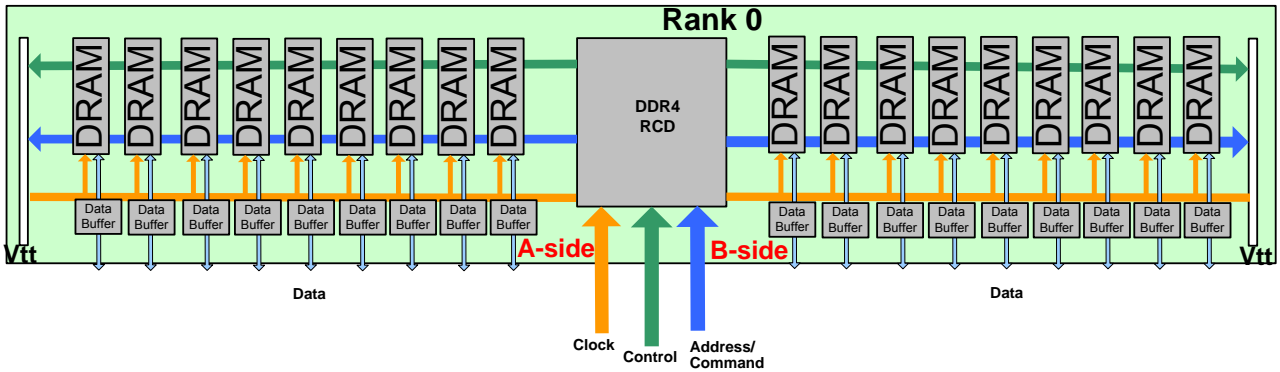 Rank 0
DRAM
DRAM
DRAM
DRAM
DRAM
DRAM
DRAM
DRAM
DRAM
DDR4
RCD
DRAM
DRAM
DRAM
DRAM
DRAM
DRAM
DRAM
DRAM
DRAM
Data
Buffer
Data
Buffer
Data
Buffer
Data
Buffer
Data
Buffer
Data
Buffer
Data
Buffer
Data
Buffer
Data
Buffer
Data
Buffer
Data
Buffer
Data
Buffer
Data
Buffer
Data
Buffer
Data
Buffer
Data
Buffer
Data
Buffer
Data
Buffer
Vtt
A-side
B-side
Vtt
Data
Data
Clock
Control
Address/
Command